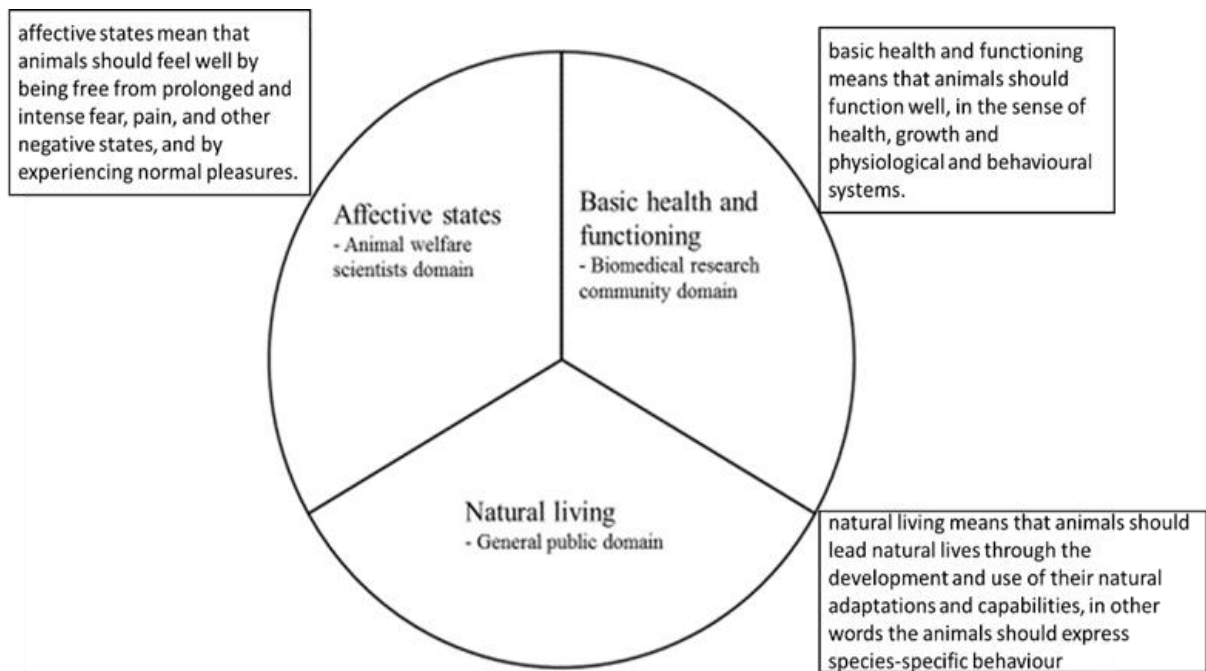 affective states mean that
animals should feel well by
being free from prolonged and
intense fear, pain, and other
negative states, and by
experiencing normal pleasures.
basic health and functioning
means that animals should
function well, in the sense of
health, growth and
physiological and behavioural
systems.
Affective states
- Animal welfare
scientists domain
Basic health and
functioning
- Biomedical research
community domain
Natural living
- General public domain
natural living means that animals should
lead natural lives through the
development and use of their natural
adaptations and capabilities, in other
words the animals should express
species-specific behaviour